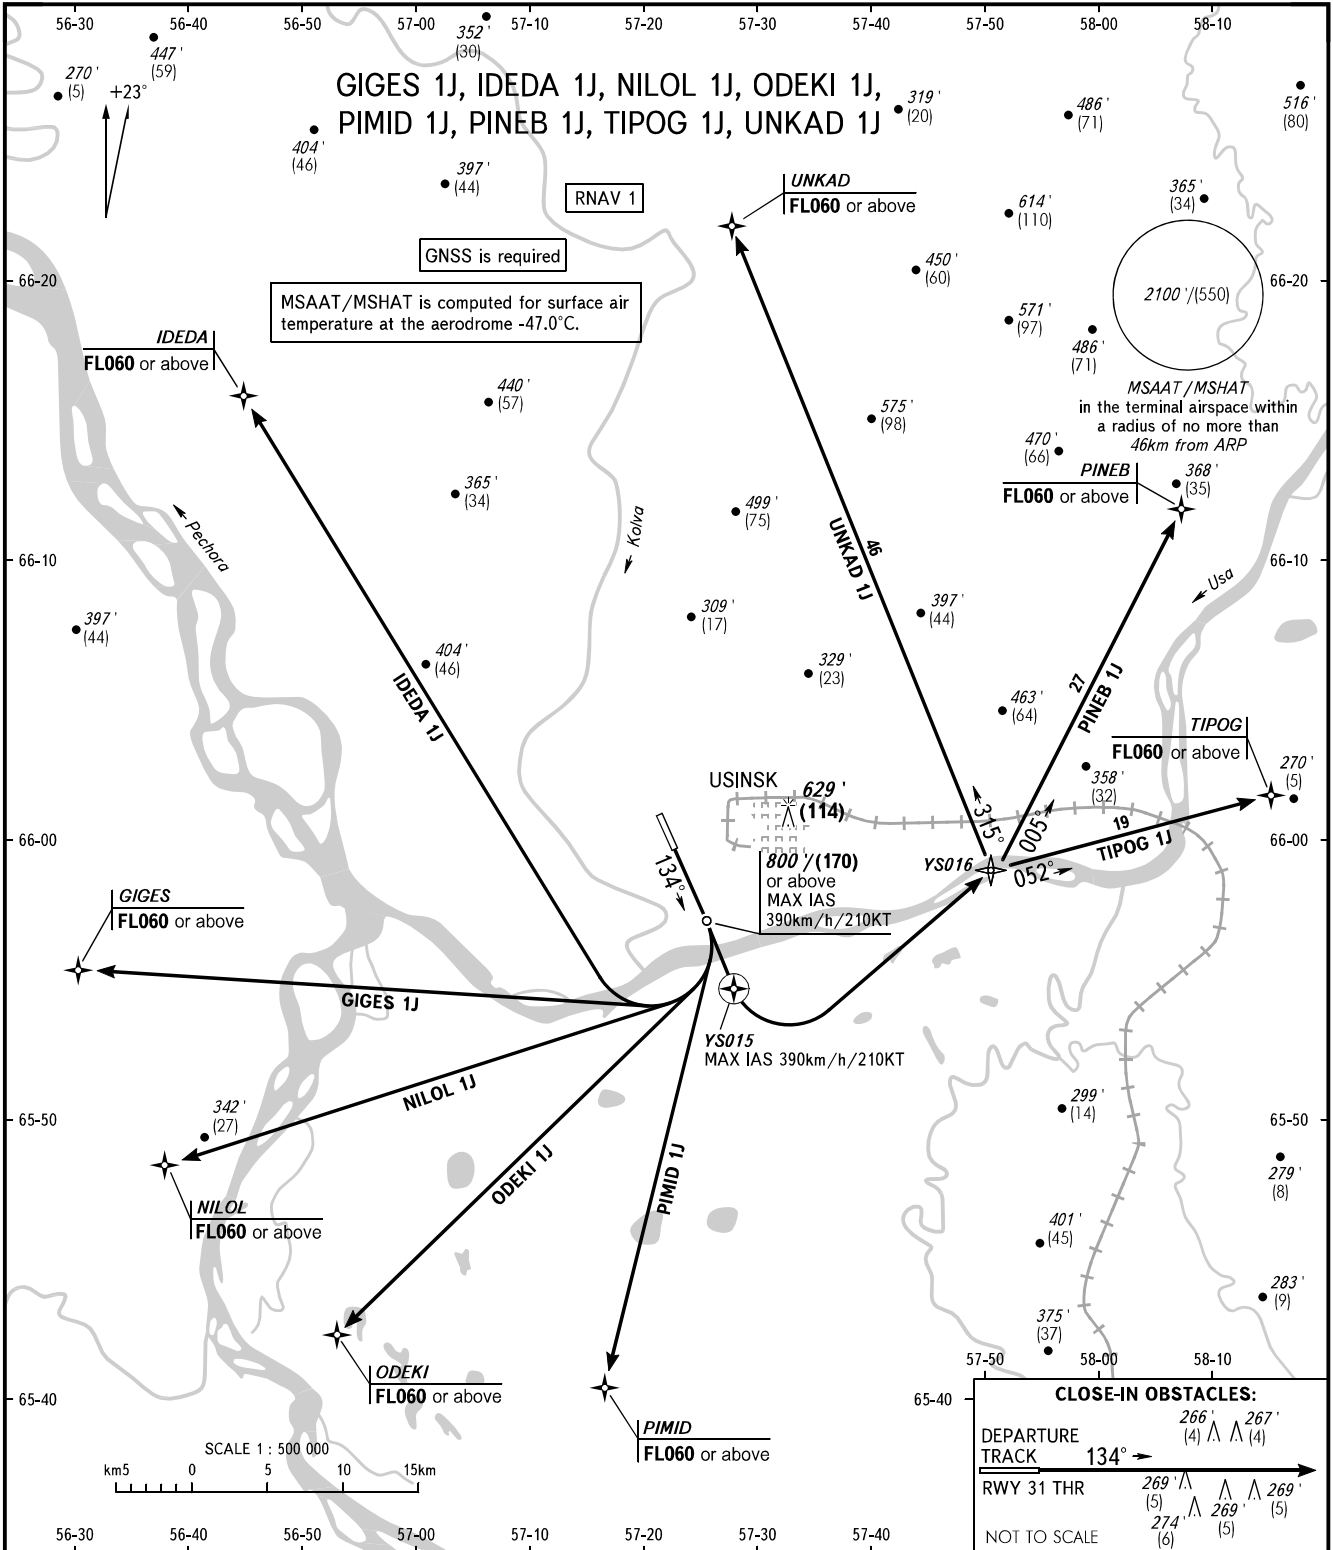 56-30 56-40 56-50 57-00 57-10 57-20 57-30 57-40 57-50 58-00 58-10
352'
(30)
447'
(59)
270'
(5)
+23°
GIGES 1J, IDEDA 1J, NILOL 1J, ODEKI 1J,
PIMID 1J, PINEB 1J, TIPOG 1J, UNKAD 1J
319'
(20)
486'
(71)
516'
(80)
404'
(46)
397'
(44)
RNAV 1
UNKAD
FL060 or above
614'
(110)
365'
(34)
GNSS is required
450'
(60)
66-20
66-20
2100'/(550)
MSAAT/MSHAT is computed for surface air
temperature at the aerodrome -47.0°C.
571'
(97)
486'
(71)
IDEDA
FL060 or above
440'
(57)
575'
(98)
MSAAT/MSHAT
in the terminal airspace within
a radius of no more than
46km from ARP
470'
(66)
PINEB
FL060 or above
368'
(35)
365'
(34)
499'
(75)
Pechora
Kolva
UNKAD 1J
46
66-10
66-10
Usa
397'
(44)
309'
(17)
397'
(44)
404'
(46)
329'
(23)
IDEDA 1J
463'
(64)
27
PINEB 1J
TIPOG
FL060 or above
270'
(5)
358'
(32)
USINSK
629'
(114)
315°
005°
19
TIPOG 1J
052°
66-00
66-00
YS016
134°
800'/(170)
or above
MAX IAS
390km/h/210KT
GIGES
FL060 or above
GIGES 1J
YS015
MAX IAS 390km/h/210KT
NILOL 1J
342'
(27)
299'
(14)
65-50
65-50
ODEKI 1J
PIMID 1J
279'
(8)
NILOL
FL060 or above
401'
(45)
283'
(9)
375'
(37)
57-50 58-00 58-10
ODEKI
FL060 or above
65-40
65-40
PIMID
FL060 or above
SCALE 1 : 500 000
km5 0 5 10 15km
CLOSE-IN OBSTACLES:
266'
(4)
267'
(4)
DEPARTURE
TRACK 134°
RWY 31 THR
269'
(5)
274'
(6)
269'
(5)
269'
(5)
NOT TO SCALE
56-30 56-40 56-50 57-00 57-10 57-20 57-30 57-40